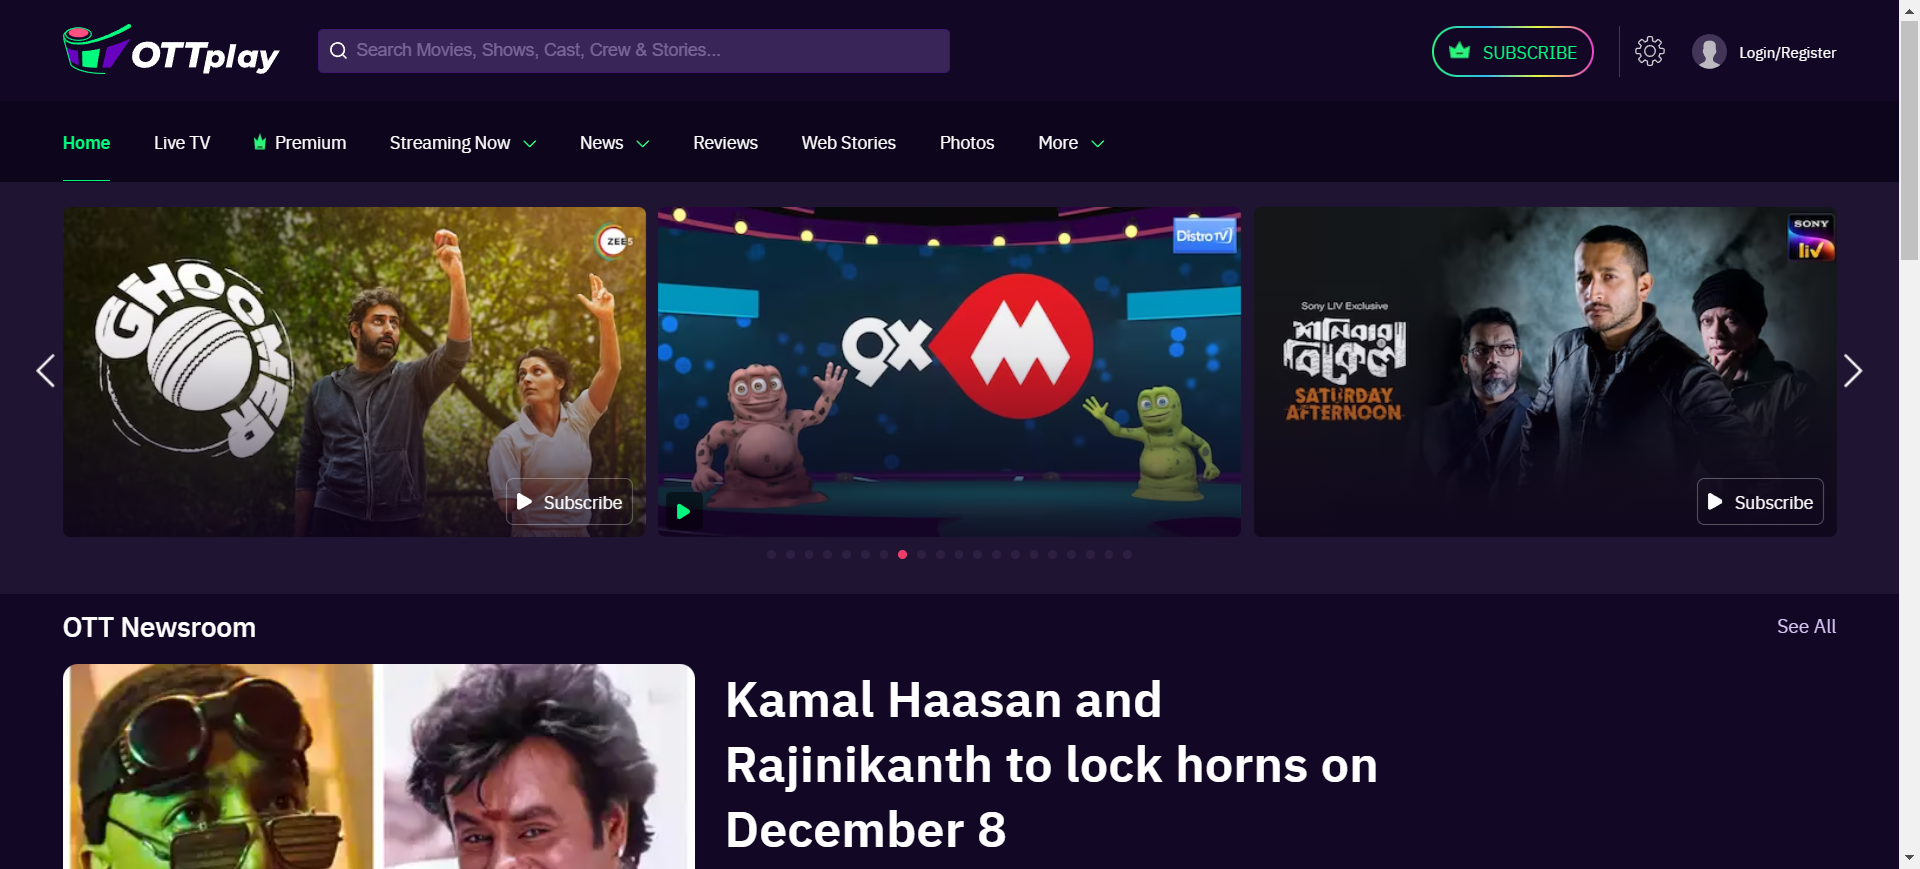 OTTplay
Search Movies, Shows, Cast, Crew & Stories...
SUBSCRIBE
Login/Register
Home
Live TV
Premium
Streaming Now
News
Reviews
Web Stories
Photos
More
GHOOMER
ZEE5
Subscribe
9XM
DistroTV
SONY
liv
Sony LIV Exclusive
শনিবার
বিকেল
SATURDAY
AFTERNOON
Subscribe
OTT Newsroom
See All
Kamal Haasan and
Rajinikanth to lock horns on
December 8